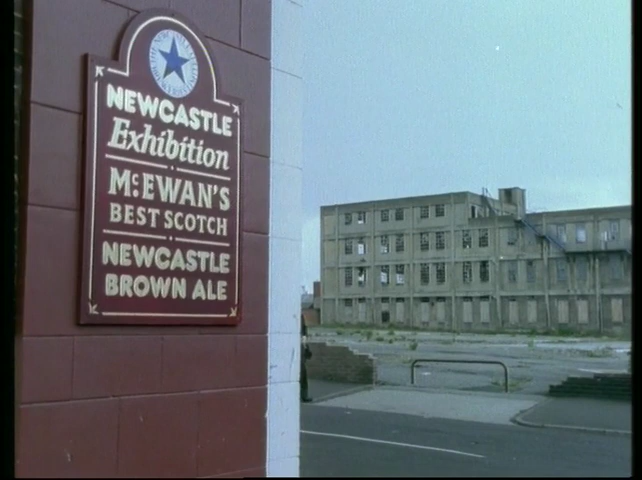 NEWCASTLE
Exhibition
McEWAN'S
BEST SCOTCH
NEWCASTLE
BROWN ALE